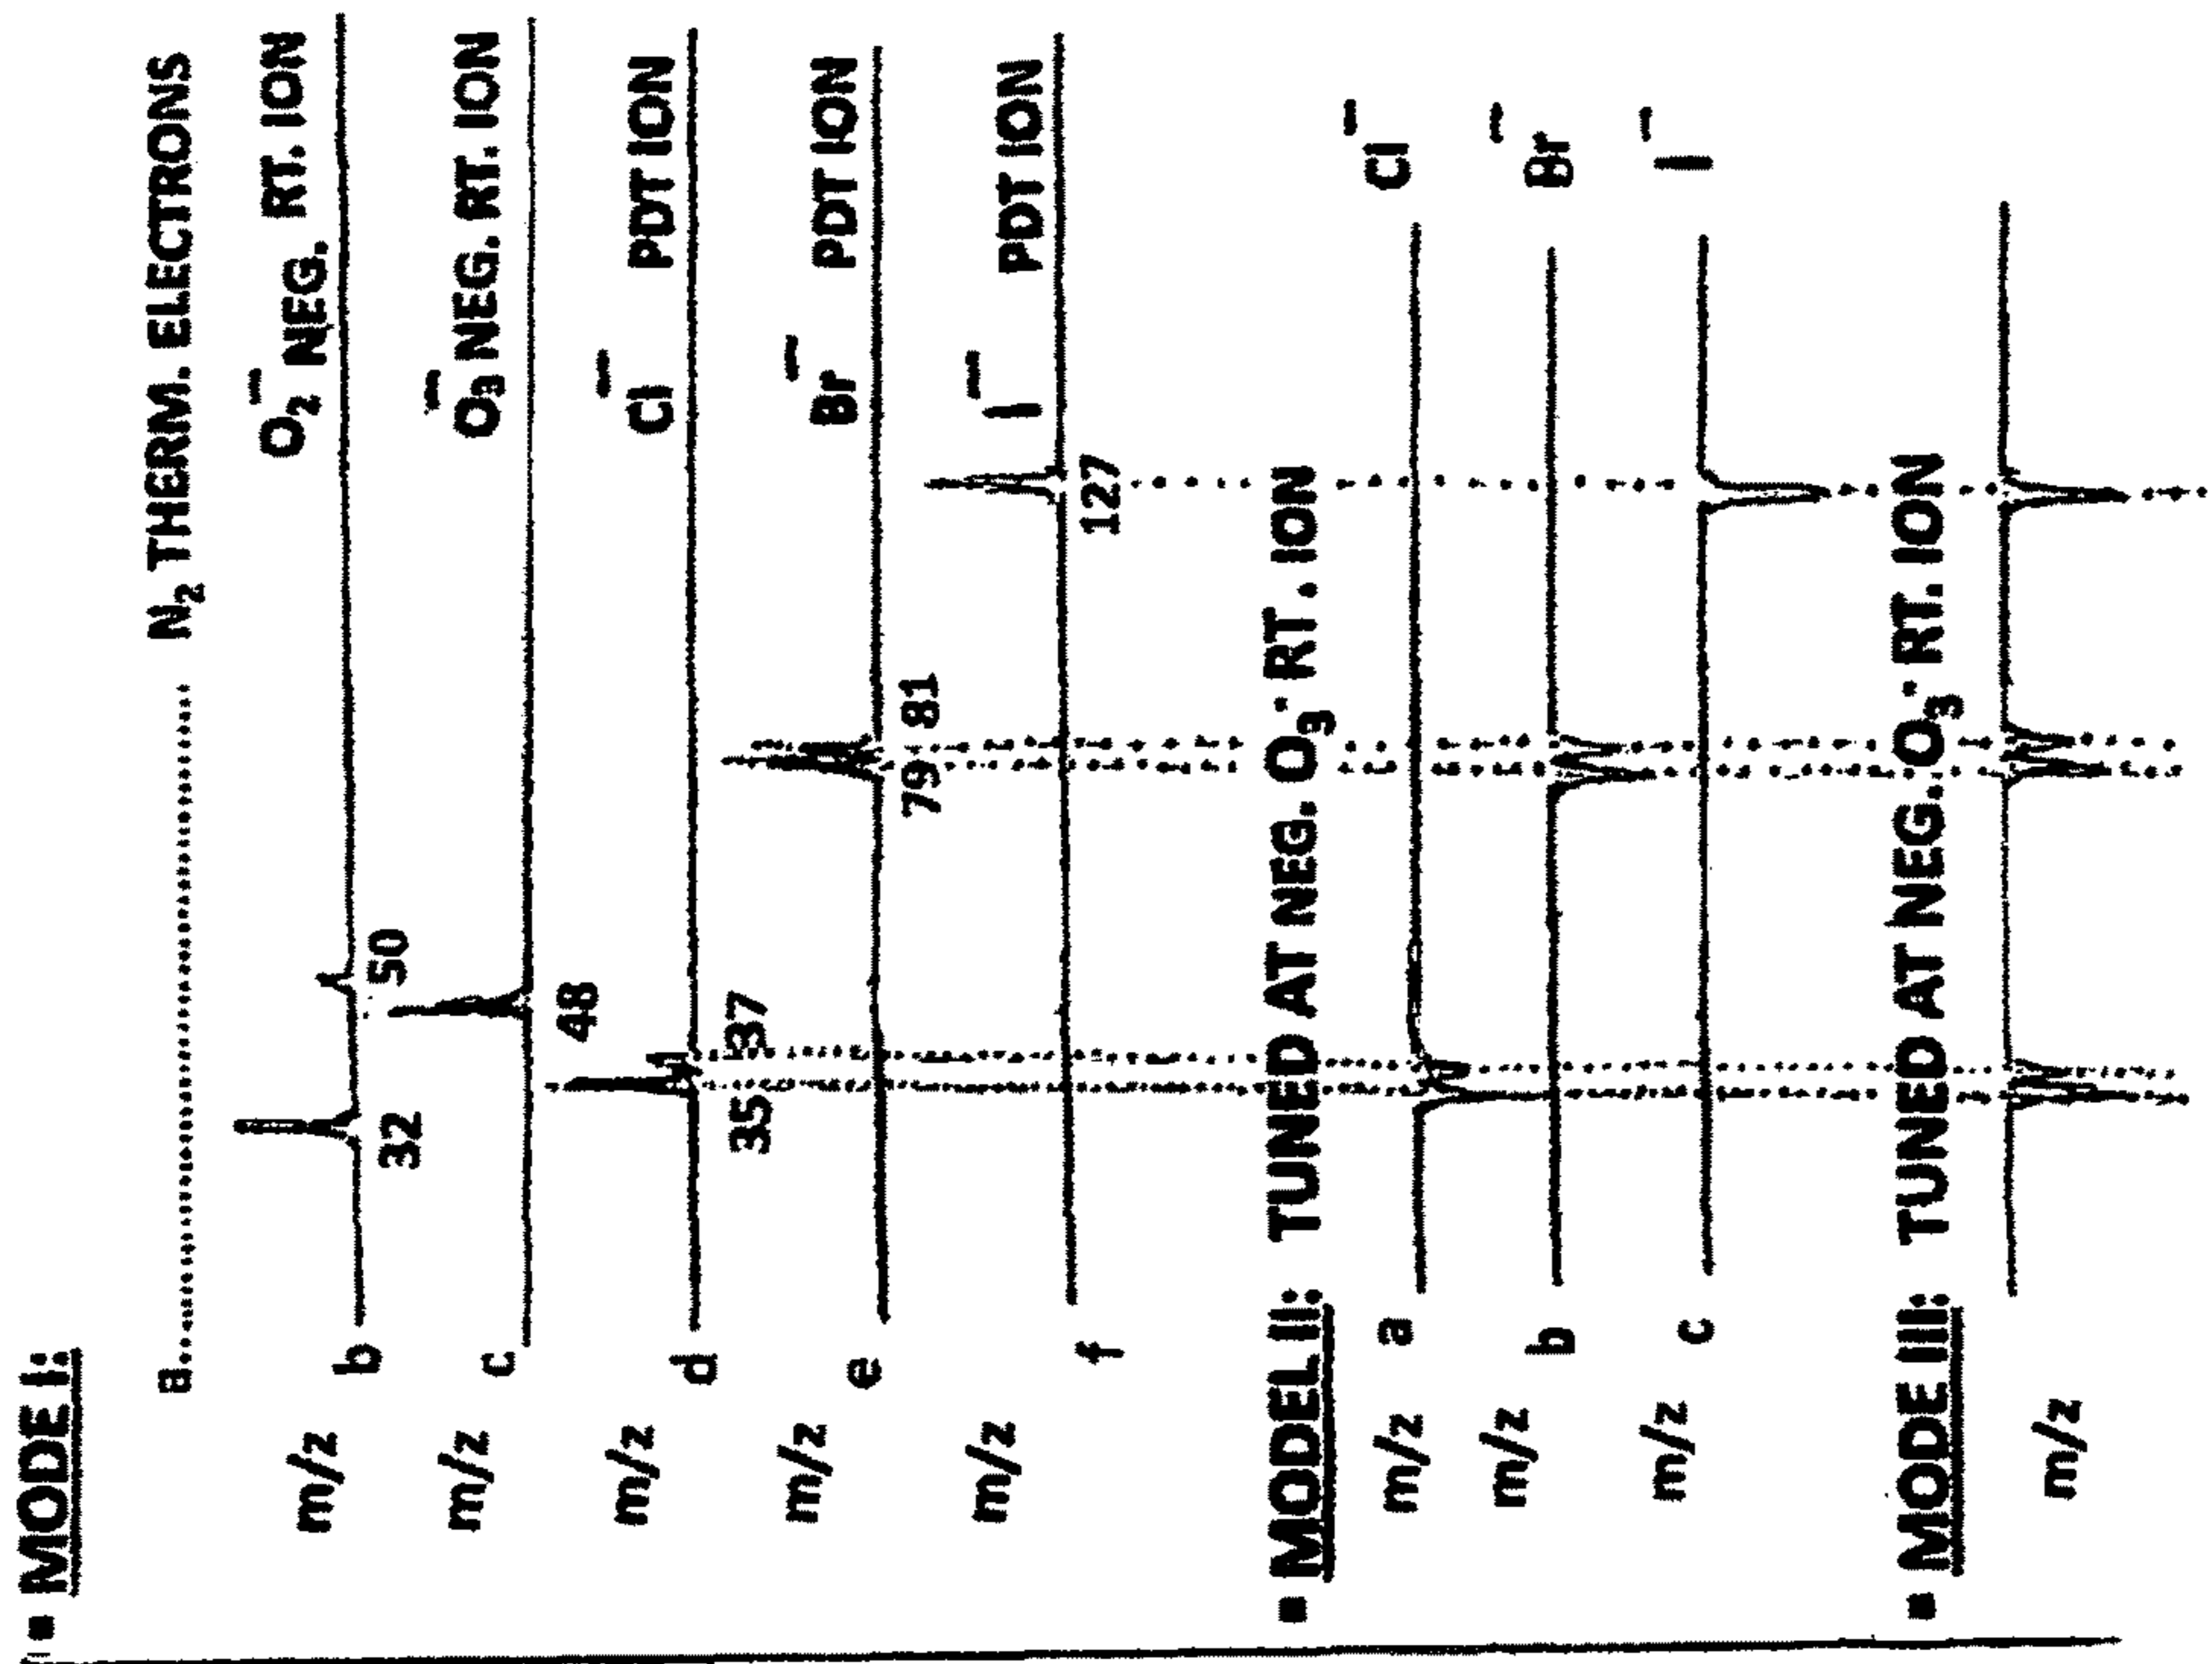 ▪ MODE I:
a.......... N₂ THERM. ELECTRONS
m/z b O₂⁻ NEG. RT. ION
32 50
m/z c O₃⁻ NEG. RT. ION
48
m/z d Cl⁻ PDT ION
35 37
m/z e Br⁻ PDT ION
79 81
m/z f I⁻ PDT ION
127
▪ MODEL II: TUNED AT NEG. O₃⁻ RT. ION
m/z a Cl⁻
m/z b Br⁻
m/z c I⁻
▪ MODE III: TUNED AT NEG. O₃⁻ RT. ION
m/z